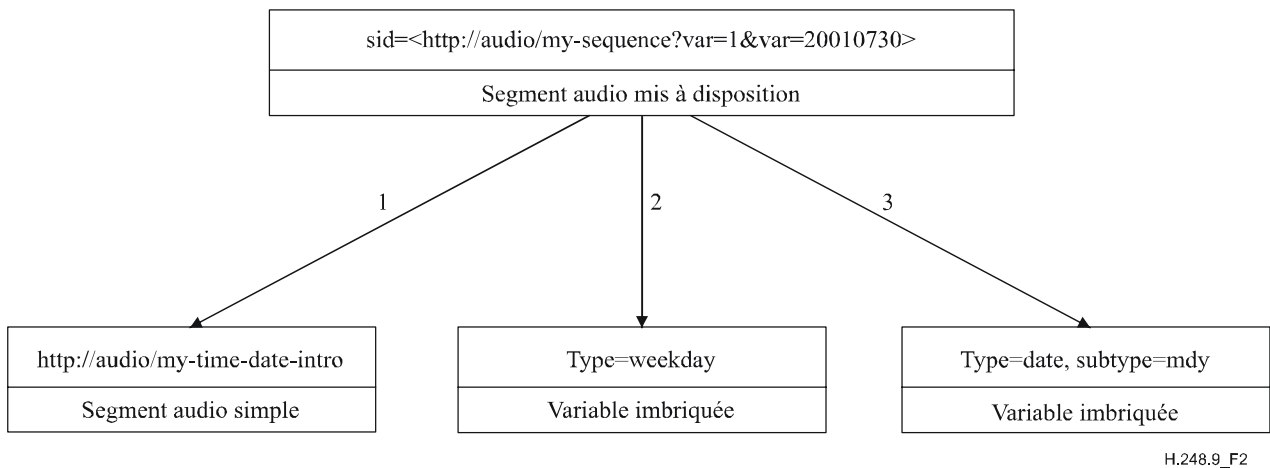 sid=<http://audio/my-sequence?var=1&var=20010730>
Segment audio mis à disposition
1
2
3
http://audio/my-time-date-intro
Segment audio simple
Type=weekday
Variable imbriquée
Type=date, subtype=mdy
Variable imbriquée
H.248.9_F2